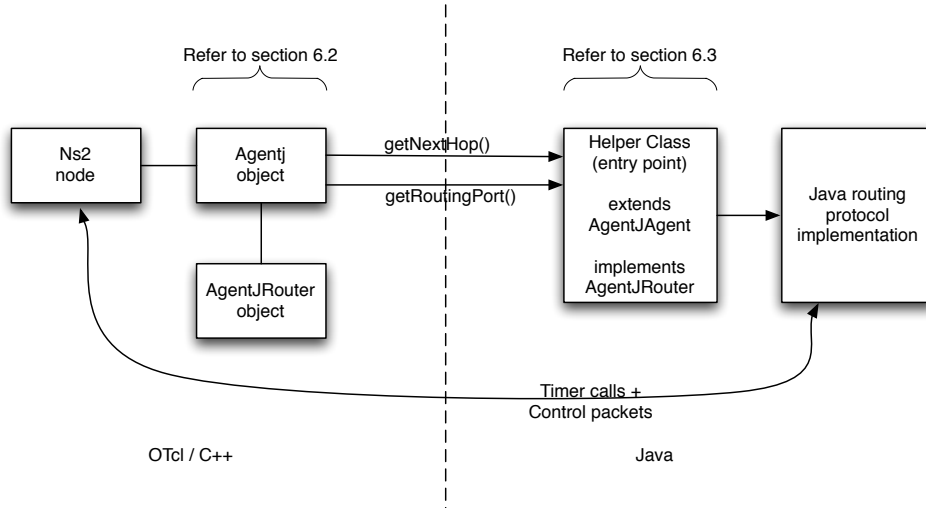 Refer to section 6.2
Refer to section 6.3
Ns2
node
Agentj
object
getNextHop()
getRoutingPort()
Helper Class
(entry point)
extends
AgentJAgent
implements
AgentJRouter
Java routing
protocol
implementation
AgentJRouter
object
Timer calls +
Control packets
OTcl / C++
Java